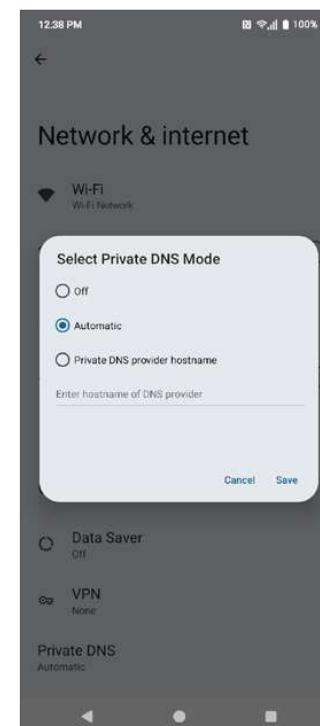 12:38 PM 100%
Network & internet
Wi-Fi
Wi-Fi Network
Select Private DNS Mode
Off
Automatic
Private DNS provider hostname
Enter hostname of DNS provider
Cancel Save
Data Saver
Off
VPN
None
Private DNS
Automatic